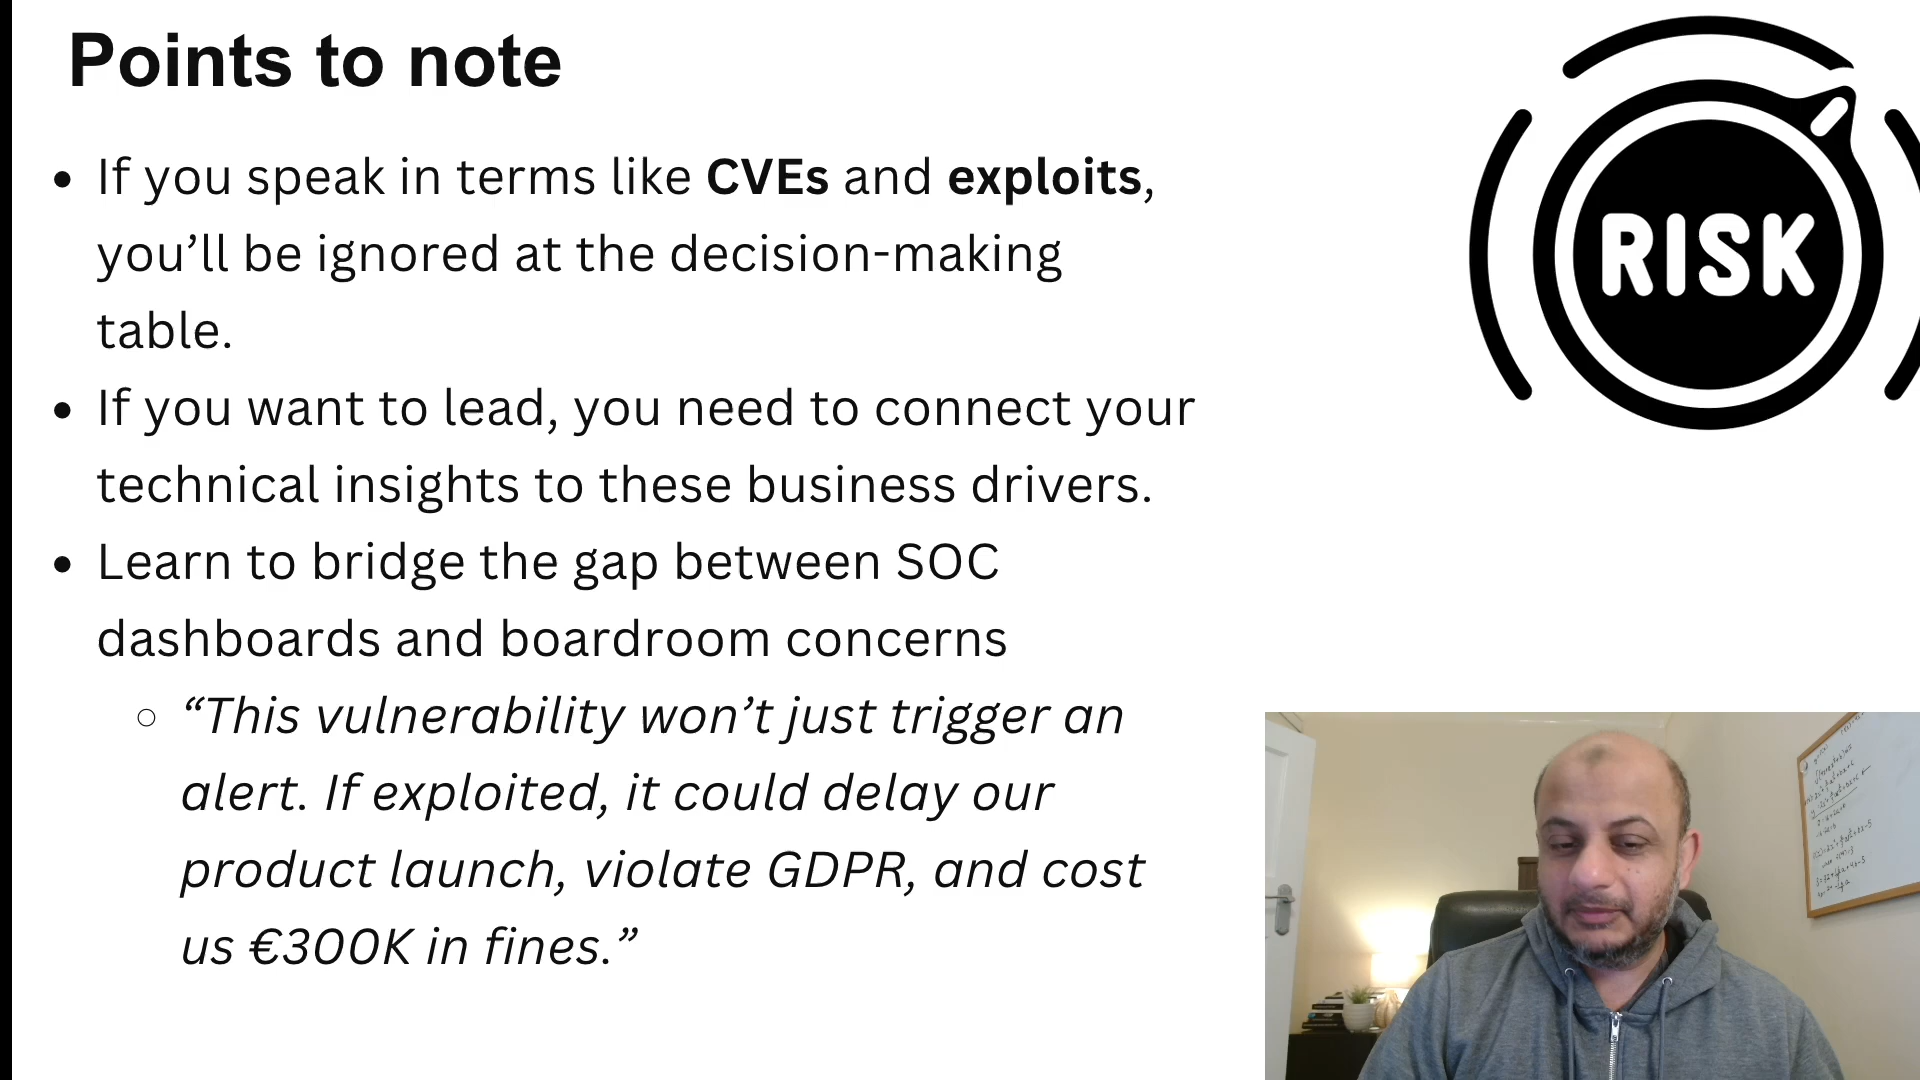 Points to note
RISK
• If you speak in terms like CVEs and exploits,
you’ll be ignored at the decision-making
table.
• If you want to lead, you need to connect your
technical insights to these business drivers.
• Learn to bridge the gap between SOC
dashboards and boardroom concerns
○ “This vulnerability won’t just trigger an
alert. If exploited, it could delay our
product launch, violate GDPR, and cost
us €300K in fines.”